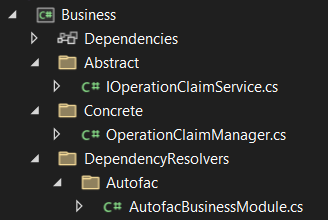 Business
Dependencies
Abstract
C# IOperationClaimService.cs
Concrete
C# OperationClaimManager.cs
DependencyResolvers
Autofac
C# AutofacBusinessModule.cs